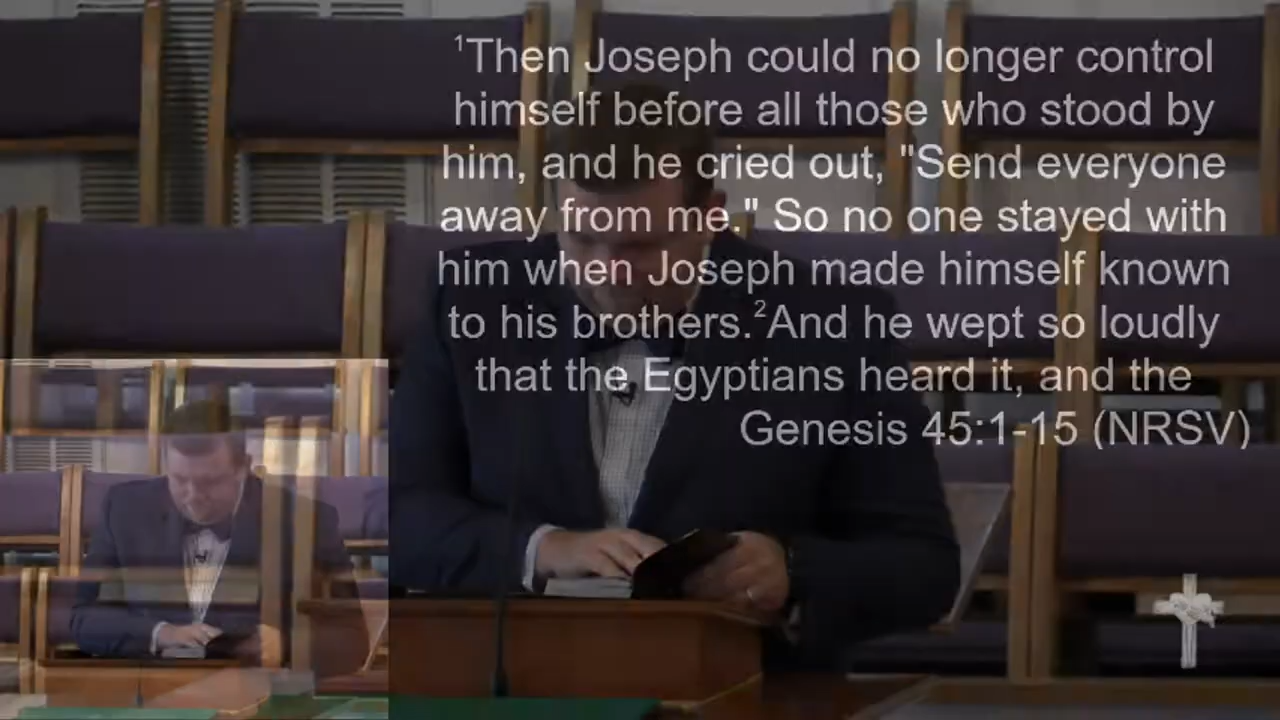 ¹Then Joseph could no longer control
himself before all those who stood by
him, and he cried out, "Send everyone
away from me." So no one stayed with
him when Joseph made himself known
to his brothers.²And he wept so loudly
that the Egyptians heard it, and the
Genesis 45:1-15 (NRSV)